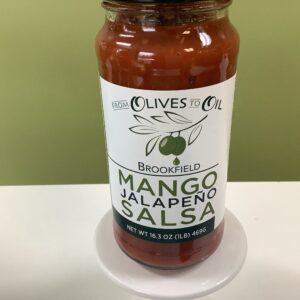 FROM OLIVES TO OIL
BROOKFIELD
MANGO
JALAPEÑO
SALSA
NET WT 16.3 OZ (1LB) 469G